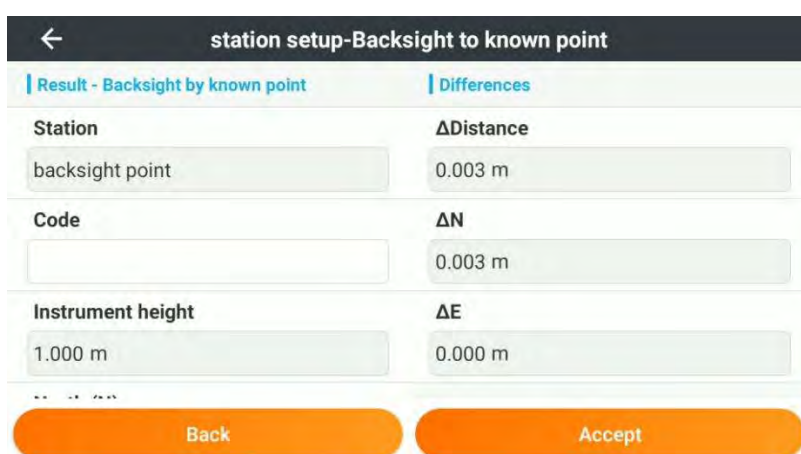 station setup-Backsight to known point
Result - Backsight by known point
Differences
Station
ΔDistance
backsight point
0.003 m
Code
ΔN
0.003 m
Instrument height
ΔE
1.000 m
0.000 m
Back
Accept